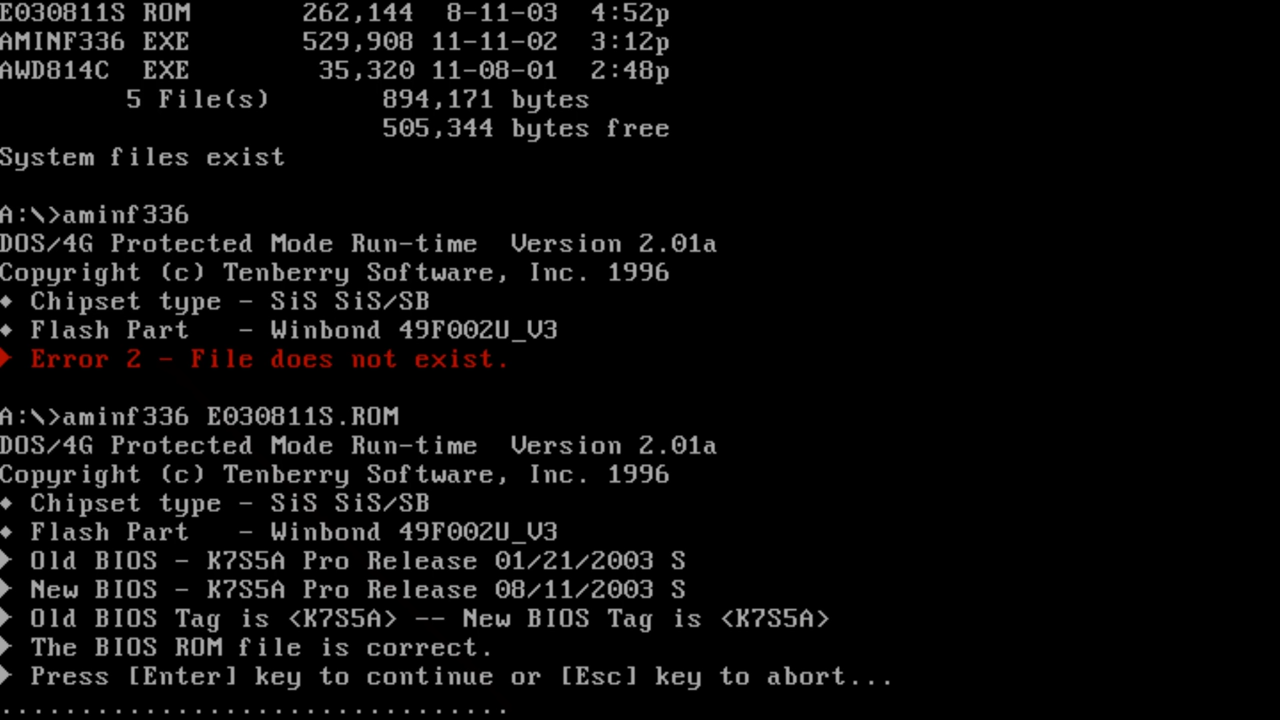 E030811S ROM 262,144 8-11-03 4:52p
AMINF336 EXE 529,908 11-11-02 3:12p
AWD814C EXE 35,320 11-08-01 2:48p
5 File(s) 894,171 bytes
505,344 bytes free
System files exist
A:\>aminf336
DOS/4G Protected Mode Run-time Version 2.01a
Copyright (c) Tenberry Software, Inc. 1996
♦ Chipset type - SiS SiS/SB
♦ Flash Part - Winbond 49F002U_V3
► Error 2 - File does not exist.
A:\>aminf336 E030811S.ROM
DOS/4G Protected Mode Run-time Version 2.01a
Copyright (c) Tenberry Software, Inc. 1996
♦ Chipset type - SiS SiS/SB
♦ Flash Part - Winbond 49F002U_V3
► Old BIOS - K7S5A Pro Release 01/21/2003 S
► New BIOS - K7S5A Pro Release 08/11/2003 S
► Old BIOS Tag is <K7S5A> -- New BIOS Tag is <K7S5A>
► The BIOS ROM file is correct.
► Press [Enter] key to continue or [Esc] key to abort...
................................